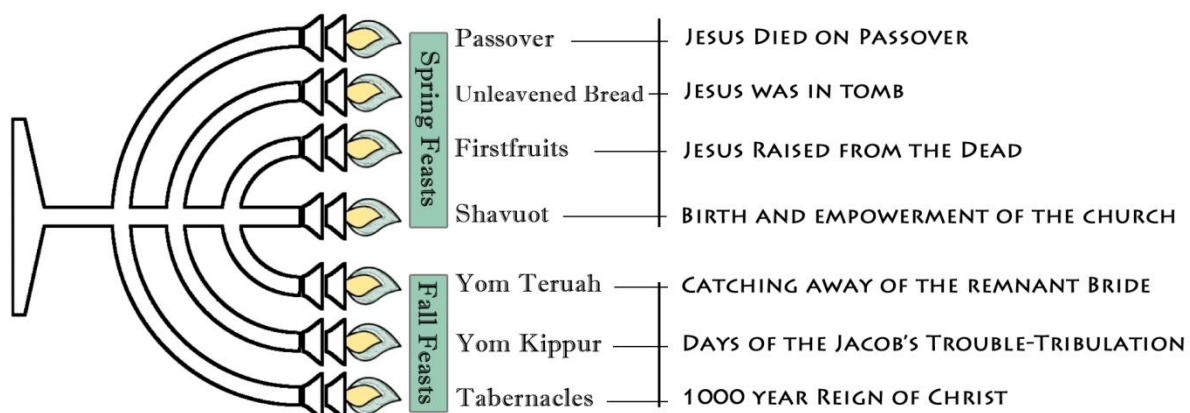 Spring Feasts
Passover JESUS DIED ON PASSOVER
Unleavened Bread JESUS WAS IN TOMB
Firstfruits JESUS RAISED FROM THE DEAD
Shavuot BIRTH AND EMPOWERMENT OF THE CHURCH
Fall Feasts
Yom Teruah CATCHING AWAY OF THE REMNANT BRIDE
Yom Kippur DAYS OF THE JACOB'S TROUBLE-TRIBULATION
Tabernacles 1000 YEAR REIGN OF CHRIST